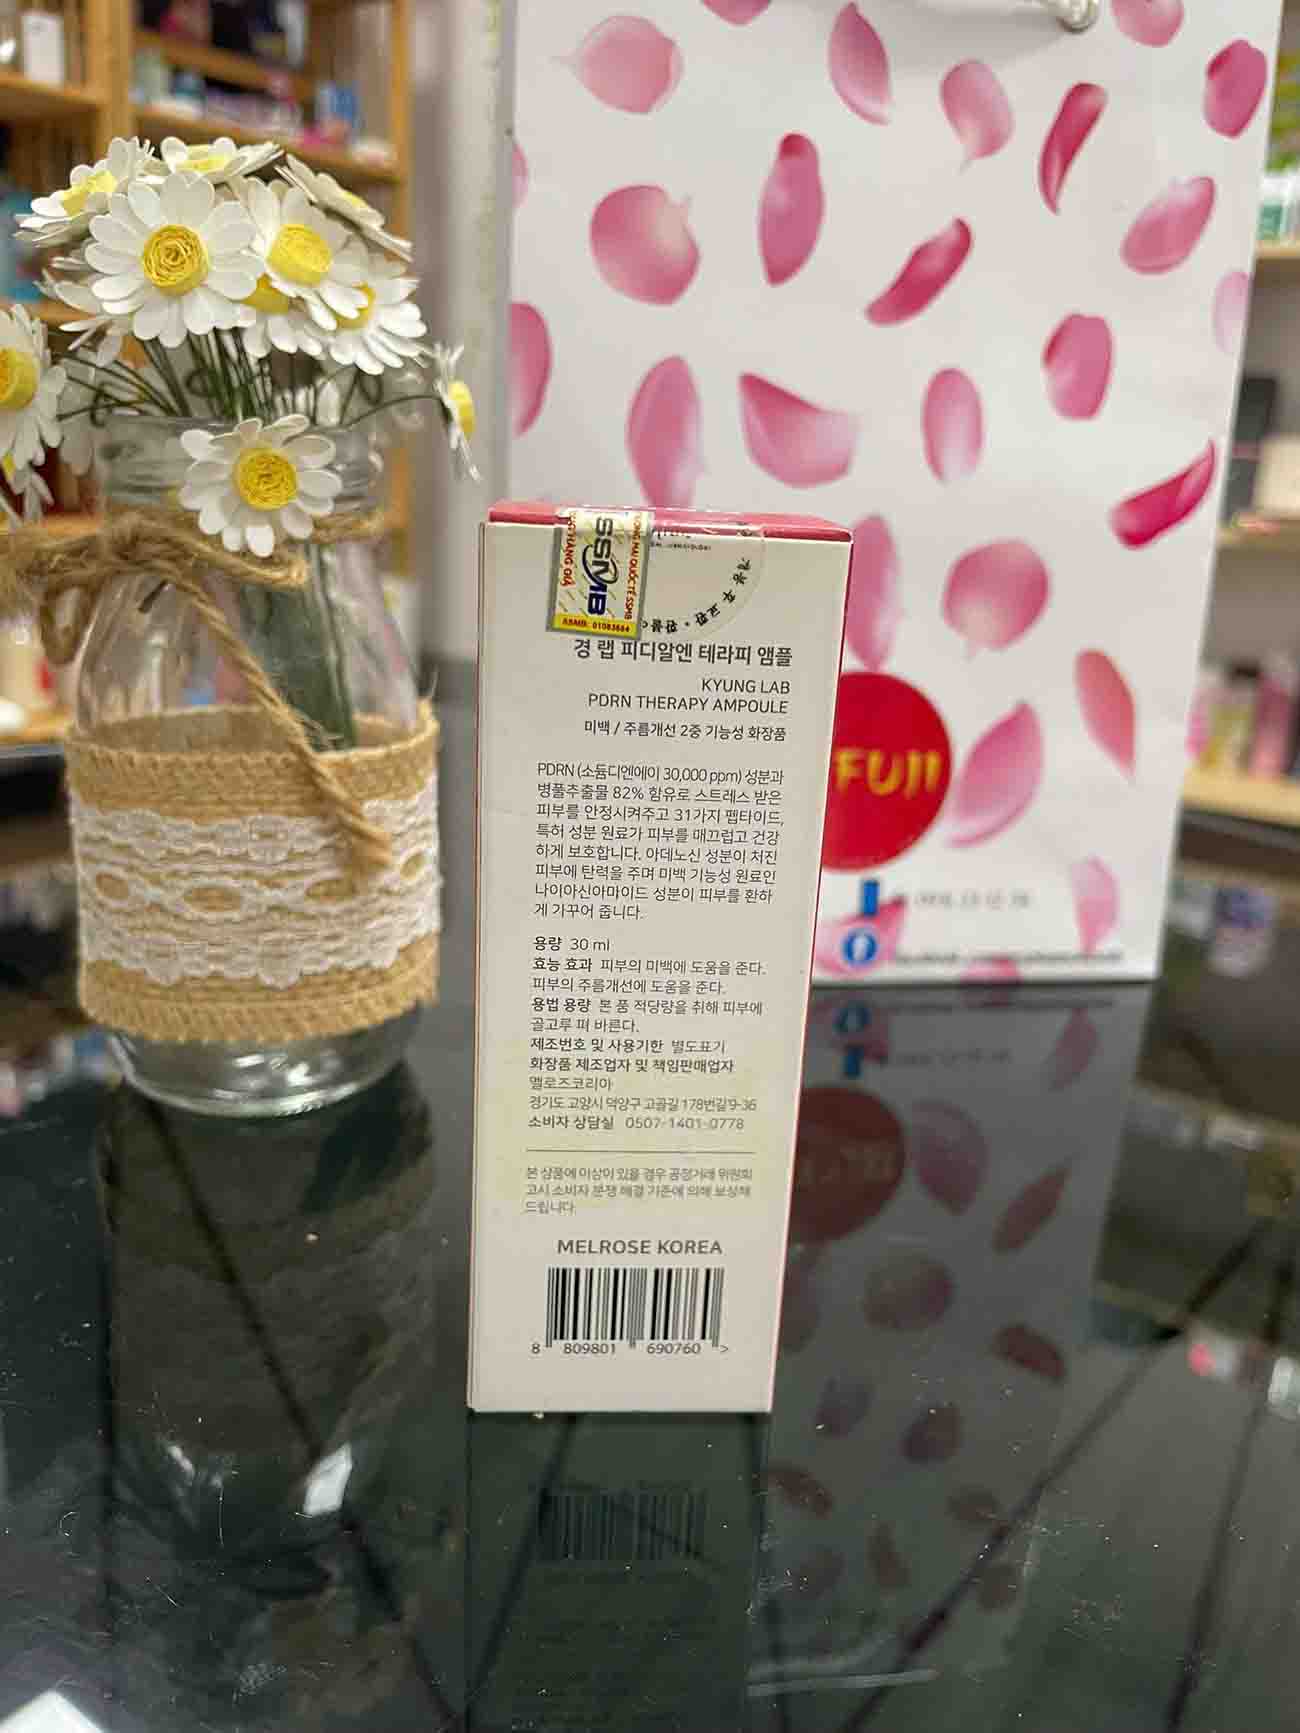 SSMB
SSMB: 01083684
경 랩 피디알엔 테라피 앰플
KYUNG LAB
PDRN THERAPY AMPOULE
미백 / 주름개선 2중 기능성 화장품
PDRN (소듐디엔에이 30,000 ppm) 성분과
병풀추출물 82% 함유로 스트레스 받은
피부를 안정시켜주고 31가지 펩타이드,
특허 성분 원료가 피부를 매끄럽고 건강
하게 보호합니다. 아데노신 성분이 처진
피부에 탄력을 주며 미백 기능성 원료인
나이아신아마이드 성분이 피부를 환하
게 가꾸어 줍니다.
용량 30 ml
효능 효과 피부의 미백에 도움을 준다.
피부의 주름개선에 도움을 준다.
용법 용량 본 품 적당량을 취해 피부에
골고루 펴 바른다.
제조번호 및 사용기한 별도표기
화장품 제조업자 및 책임판매업자
멜로즈코리아
경기도 고양시 덕양구 고골길 178번길 9-36
소비자 상담실 0507-1401-0778
본 상품에 이상이 있을 경우 공정거래 위원회
고시 소비자 분쟁 해결 기준에 의해 보상해
드립니다.
MELROSE KOREA
8 809801 690760 >
FUJI